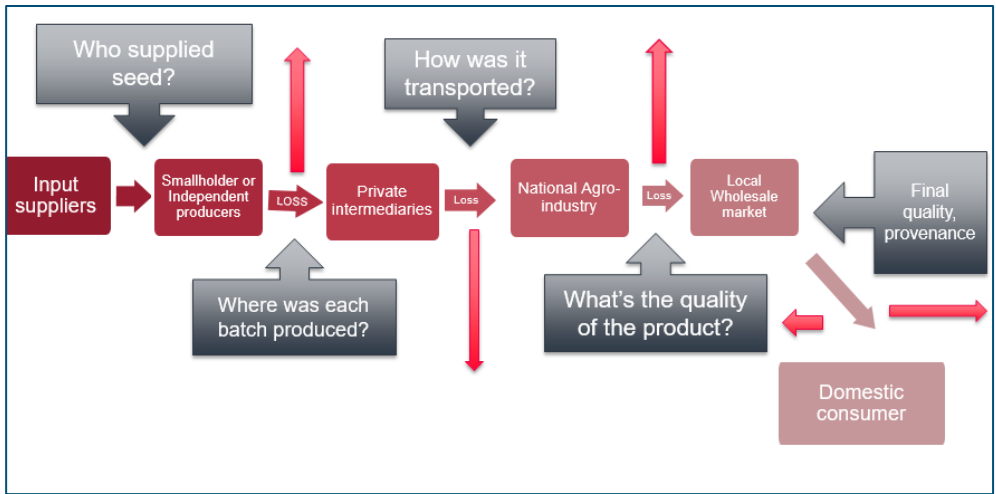 Who supplied
seed?
How was it
transported?
Input
suppliers
Smallholder or
Independent
producers
LOSS
Private
intermediaries
Loss
National Agro-
industry
Loss
Local
Wholesale
market
Final
quality,
provenance
Where was each
batch produced?
What's the quality
of the product?
Domestic
consumer